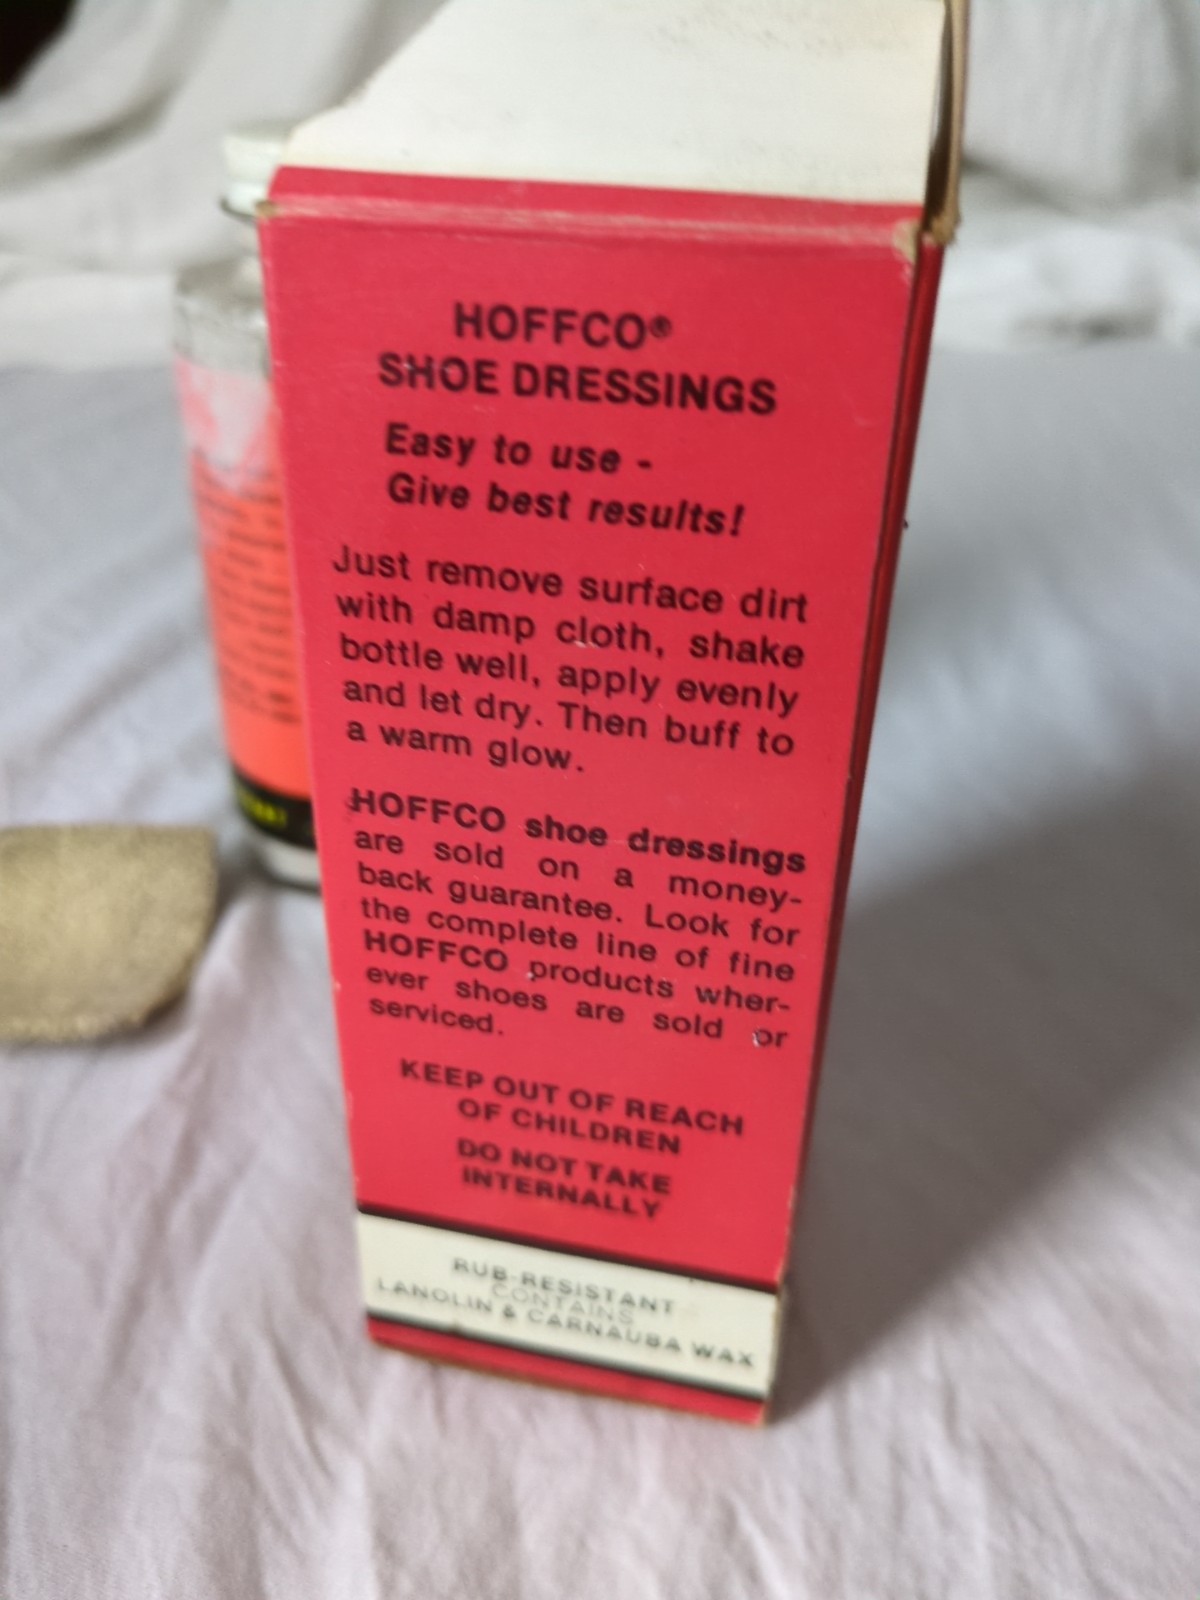 HOFFCO®
SHOE DRESSINGS
Easy to use -
Give best results!
Just remove surface dirt
with damp cloth, shake
bottle well, apply evenly
and let dry. Then buff to
a warm glow.
HOFFCO shoe dressings
are sold on a money-
back guarantee. Look for
the complete line of fine
HOFFCO products wher-
ever shoes are sold or
serviced.
KEEP OUT OF REACH
OF CHILDREN
DO NOT TAKE
INTERNALLY
RUB-RESISTANT
CONTAINS
LANOLIN & CARNAUBA WAX